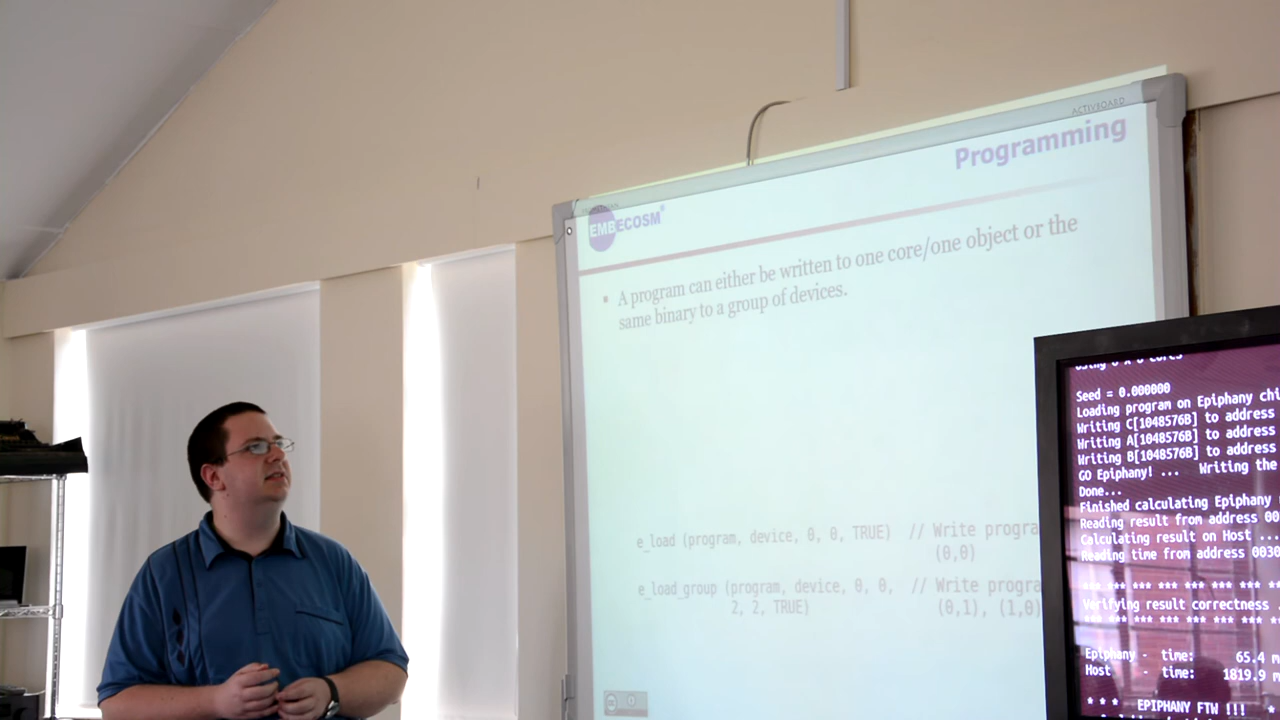 ACTIVBOARD
Programming
EMBECOSM®
A program can either be written to one core/one object or the
same binary to a group of devices.
e_load (program, device, 0, 0, TRUE) // Write progra
(0,0)
e_load_group (program, device, 0, 0, // Write progra
2, 2, TRUE) (0,1), (1,0)
cc
Seed = 0.000000
Loading program on Epiphany chi
Writing C[1048576B] to address
Writing A[1048576B] to address
Writing B[1048576B] to address
GO Epiphany! ... Writing the
Done...
Finished calculating Epiphany
Reading result from address 00
Calculating result on Host ...
Reading time from address 0030
*** *** *** *** *** *** **
Verifying result correctness .
*** *** *** *** *** *** **
Epiphany - time: 65.4 m
Host - time: 1819.9 m
* * * EPIPHANY FTW !!! *